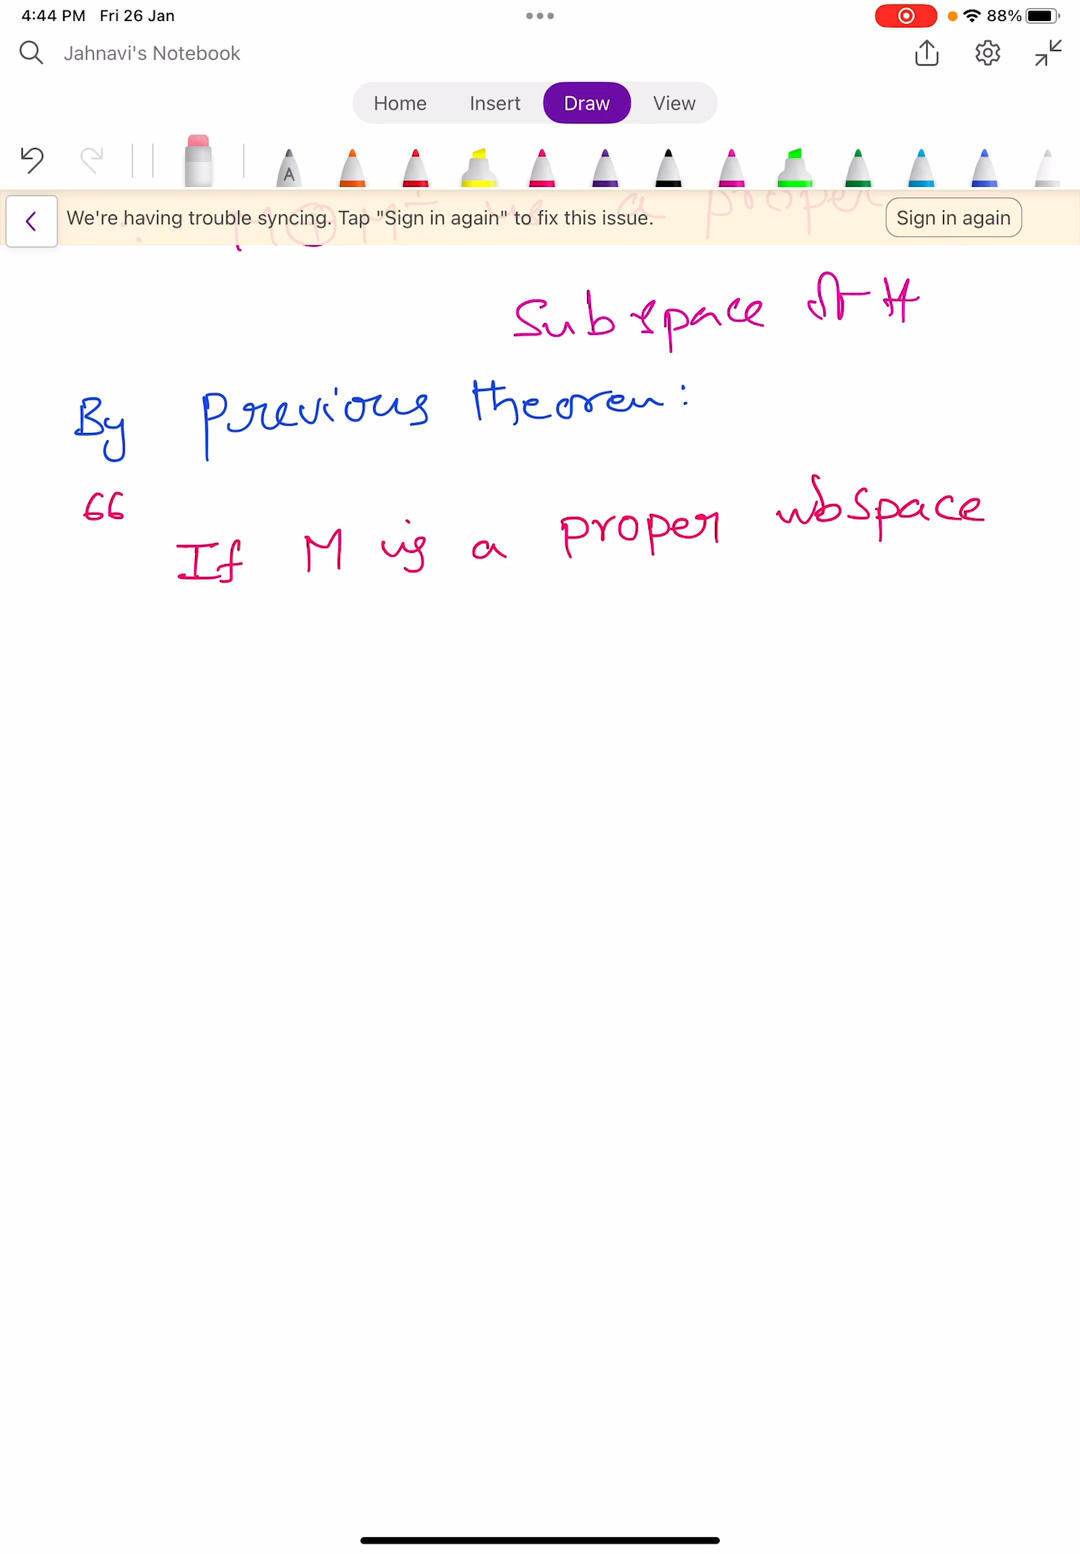 4:44 PM Fri 26 Jan
88%
Jahnavi's Notebook
Home Insert Draw View
A
We're having trouble syncing. Tap "Sign in again" to fix this issue.
Sign in again
a proper
Subspace of H
By Previous theorem:
"
If M is a proper subspace